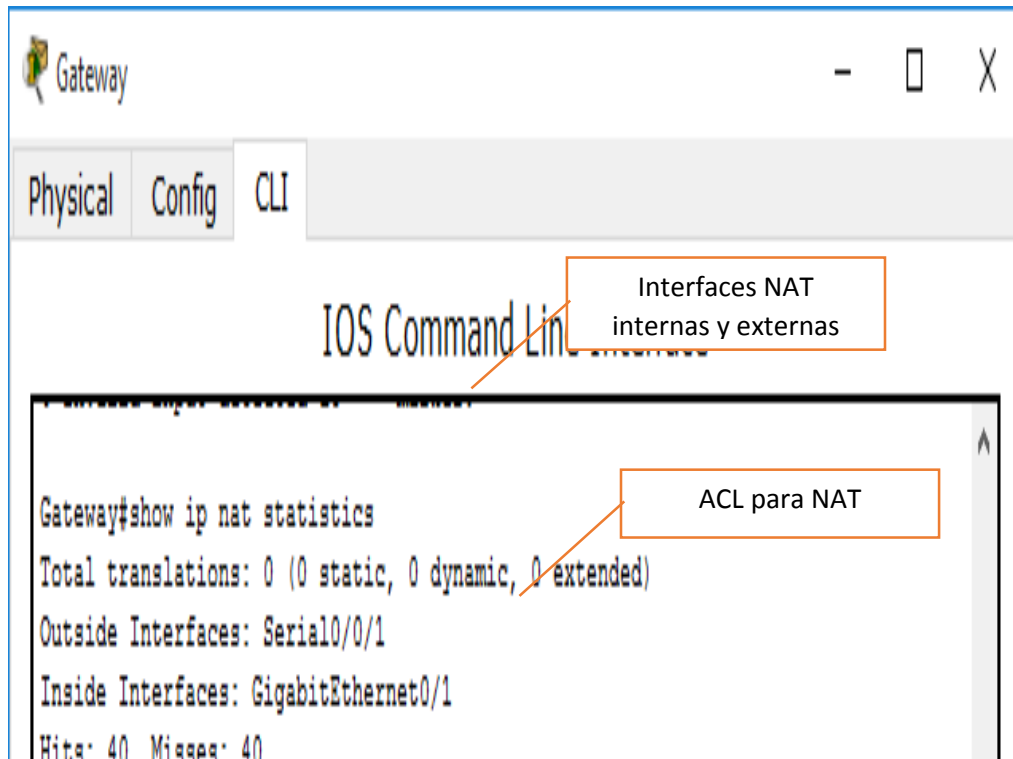 Gateway
Physical Config CLI
Interfaces NAT
internas y externas
IOS Command Line Interface
ACL para NAT
Gateway#show ip nat statistics
Total translations: 0 (0 static, 0 dynamic, 0 extended)
Outside Interfaces: Serial0/0/1
Inside Interfaces: GigabitEthernet0/1
Hits: 40 Misses: 40